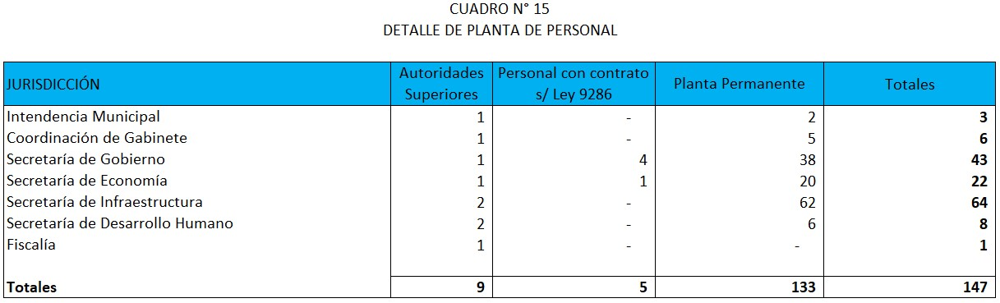 CUADRO N° 15
DETALLE DE PLANTA DE PERSONAL
JURISDICCIÓN Autoridades Superiores Personal con contrato s/ Ley 9286 Planta Permanente Totales
Intendencia Municipal 1 - 2 3
Coordinación de Gabinete 1 - 5 6
Secretaría de Gobierno 1 4 38 43
Secretaría de Economía 1 1 20 22
Secretaría de Infraestructura 2 - 62 64
Secretaría de Desarrollo Humano 2 - 6 8
Fiscalía 1 - - 1
Totales 9 5 133 147